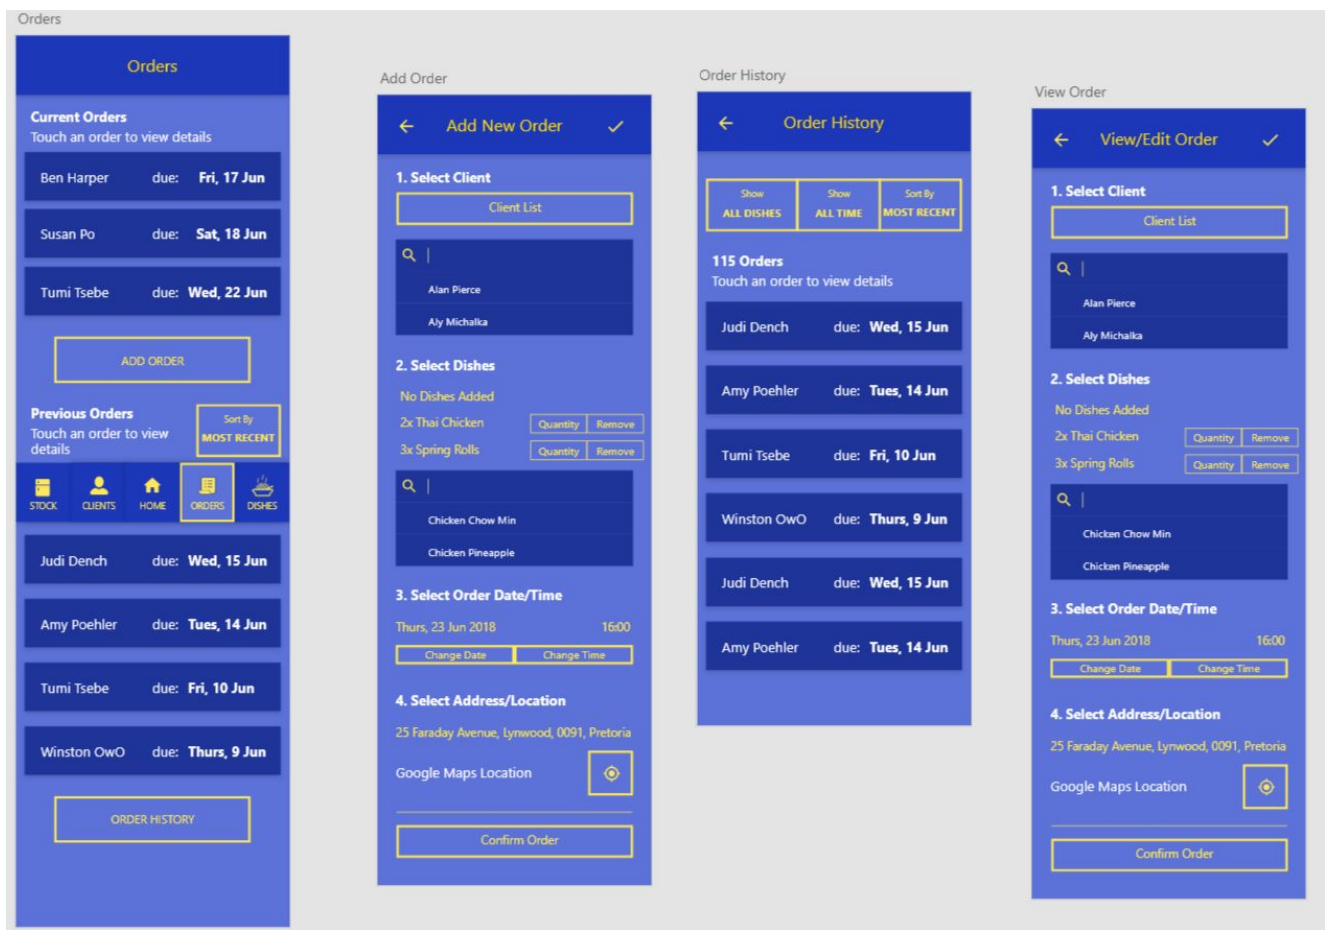 Orders
Orders
Current Orders
Touch an order to view details
Ben Harper due: Fri, 17 Jun
Susan Po due: Sat, 18 Jun
Tumi Tsebe due: Wed, 22 Jun
ADD ORDER
Previous Orders
Touch an order to view
details
Sort By
MOST RECENT
STOCK CLIENTS HOME ORDERS DISHES
Judi Dench due: Wed, 15 Jun
Amy Poehler due: Tues, 14 Jun
Tumi Tsebe due: Fri, 10 Jun
Winston OwO due: Thurs, 9 Jun
ORDER HISTORY
Add Order
Add New Order
1. Select Client
Client List
Alan Pierce
Aly Michalka
2. Select Dishes
No Dishes Added
2x Thai Chicken Quantity Remove
3x Spring Rolls Quantity Remove
Chicken Chow Min
Chicken Pineapple
3. Select Order Date/Time
Thurs, 23 Jun 2018 16:00
Change Date Change Time
4. Select Address/Location
25 Faraday Avenue, Lynwood, 0091, Pretoria
Google Maps Location
Confirm Order
Order History
Order History
Show Show Sort By
ALL DISHES ALL TIME MOST RECENT
115 Orders
Touch an order to view details
Judi Dench due: Wed, 15 Jun
Amy Poehler due: Tues, 14 Jun
Tumi Tsebe due: Fri, 10 Jun
Winston OwO due: Thurs, 9 Jun
Judi Dench due: Wed, 15 Jun
Amy Poehler due: Tues, 14 Jun
View Order
View/Edit Order
1. Select Client
Client List
Alan Pierce
Aly Michalka
2. Select Dishes
No Dishes Added
2x Thai Chicken Quantity Remove
3x Spring Rolls Quantity Remove
Chicken Chow Min
Chicken Pineapple
3. Select Order Date/Time
Thurs, 23 Jun 2018 16:00
Change Date Change Time
4. Select Address/Location
25 Faraday Avenue, Lynwood, 0091, Pretoria
Google Maps Location
Confirm Order